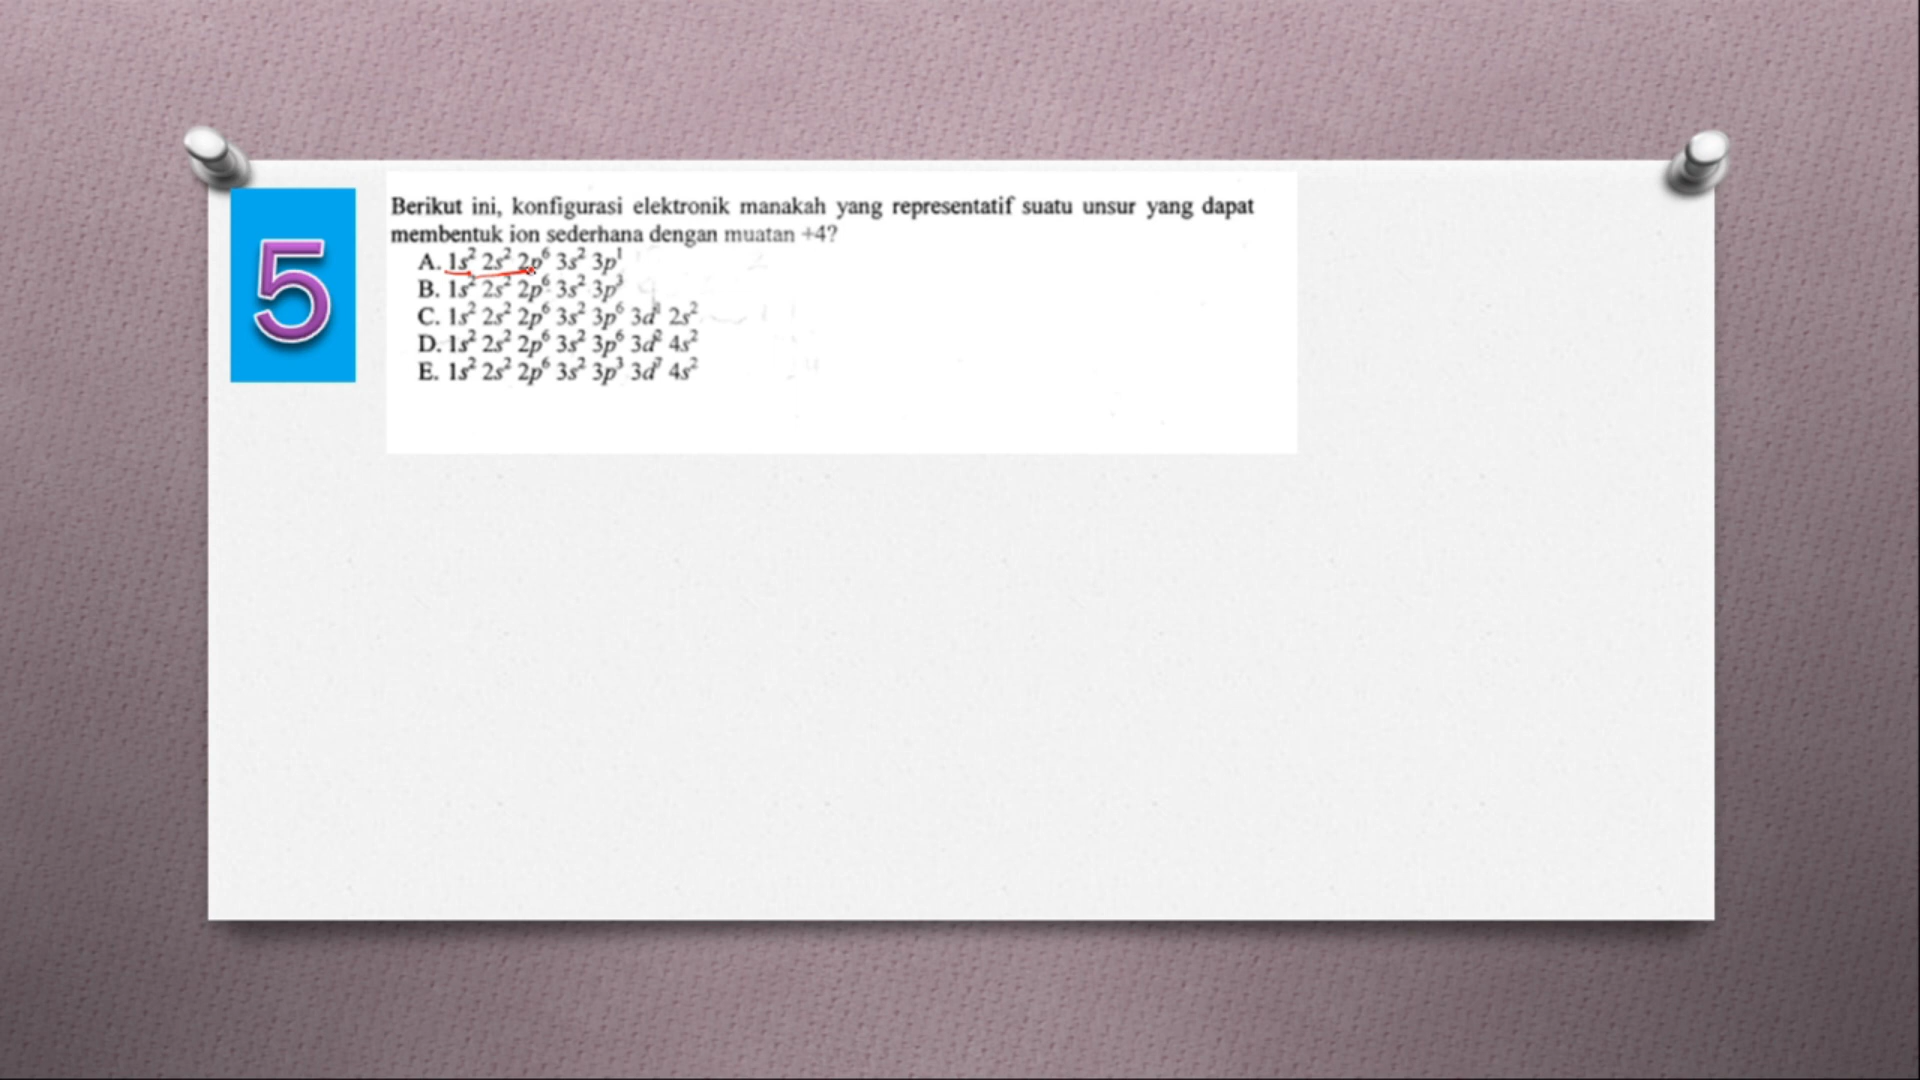 5
Berikut ini, konfigurasi elektronik manakah yang representatif suatu unsur yang dapat
membentuk ion sederhana dengan muatan +4?
A. 1s² 2s² 2p⁶ 3s² 3p¹
B. 1s² 2s² 2p⁶ 3s² 3p³
C. 1s² 2s² 2p⁶ 3s² 3p⁶ 3d¹ 2s²
D. 1s² 2s² 2p⁶ 3s² 3p⁶ 3d² 4s²
E. 1s² 2s² 2p⁶ 3s² 3p³ 3d⁷ 4s²